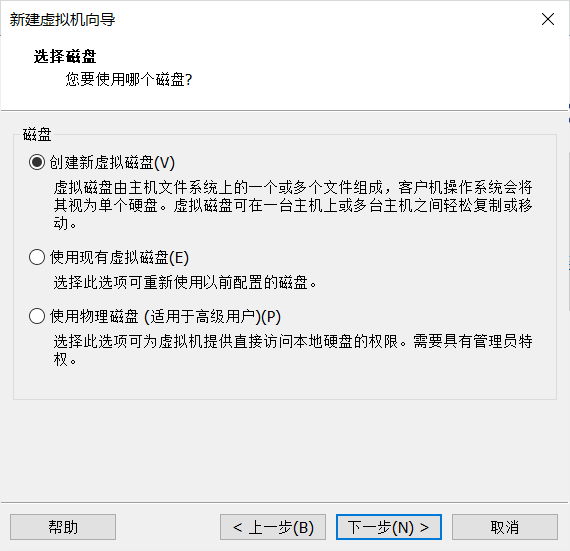 新建虚拟机向导
选择磁盘
您要使用哪个磁盘?
磁盘
创建新虚拟磁盘(V)
虚拟磁盘由主机文件系统上的一个或多个文件组成，客户机操作系统会将
其视为单个硬盘。虚拟磁盘可在一台主机上或多台主机之间轻松复制或移
动。
使用现有虚拟磁盘(E)
选择此选项可重新使用以前配置的磁盘。
使用物理磁盘 (适用于高级用户)(P)
选择此选项可为虚拟机提供直接访问本地硬盘的权限。需要具有管理员特
权。
帮助
< 上一步(B)
下一步(N) >
取消